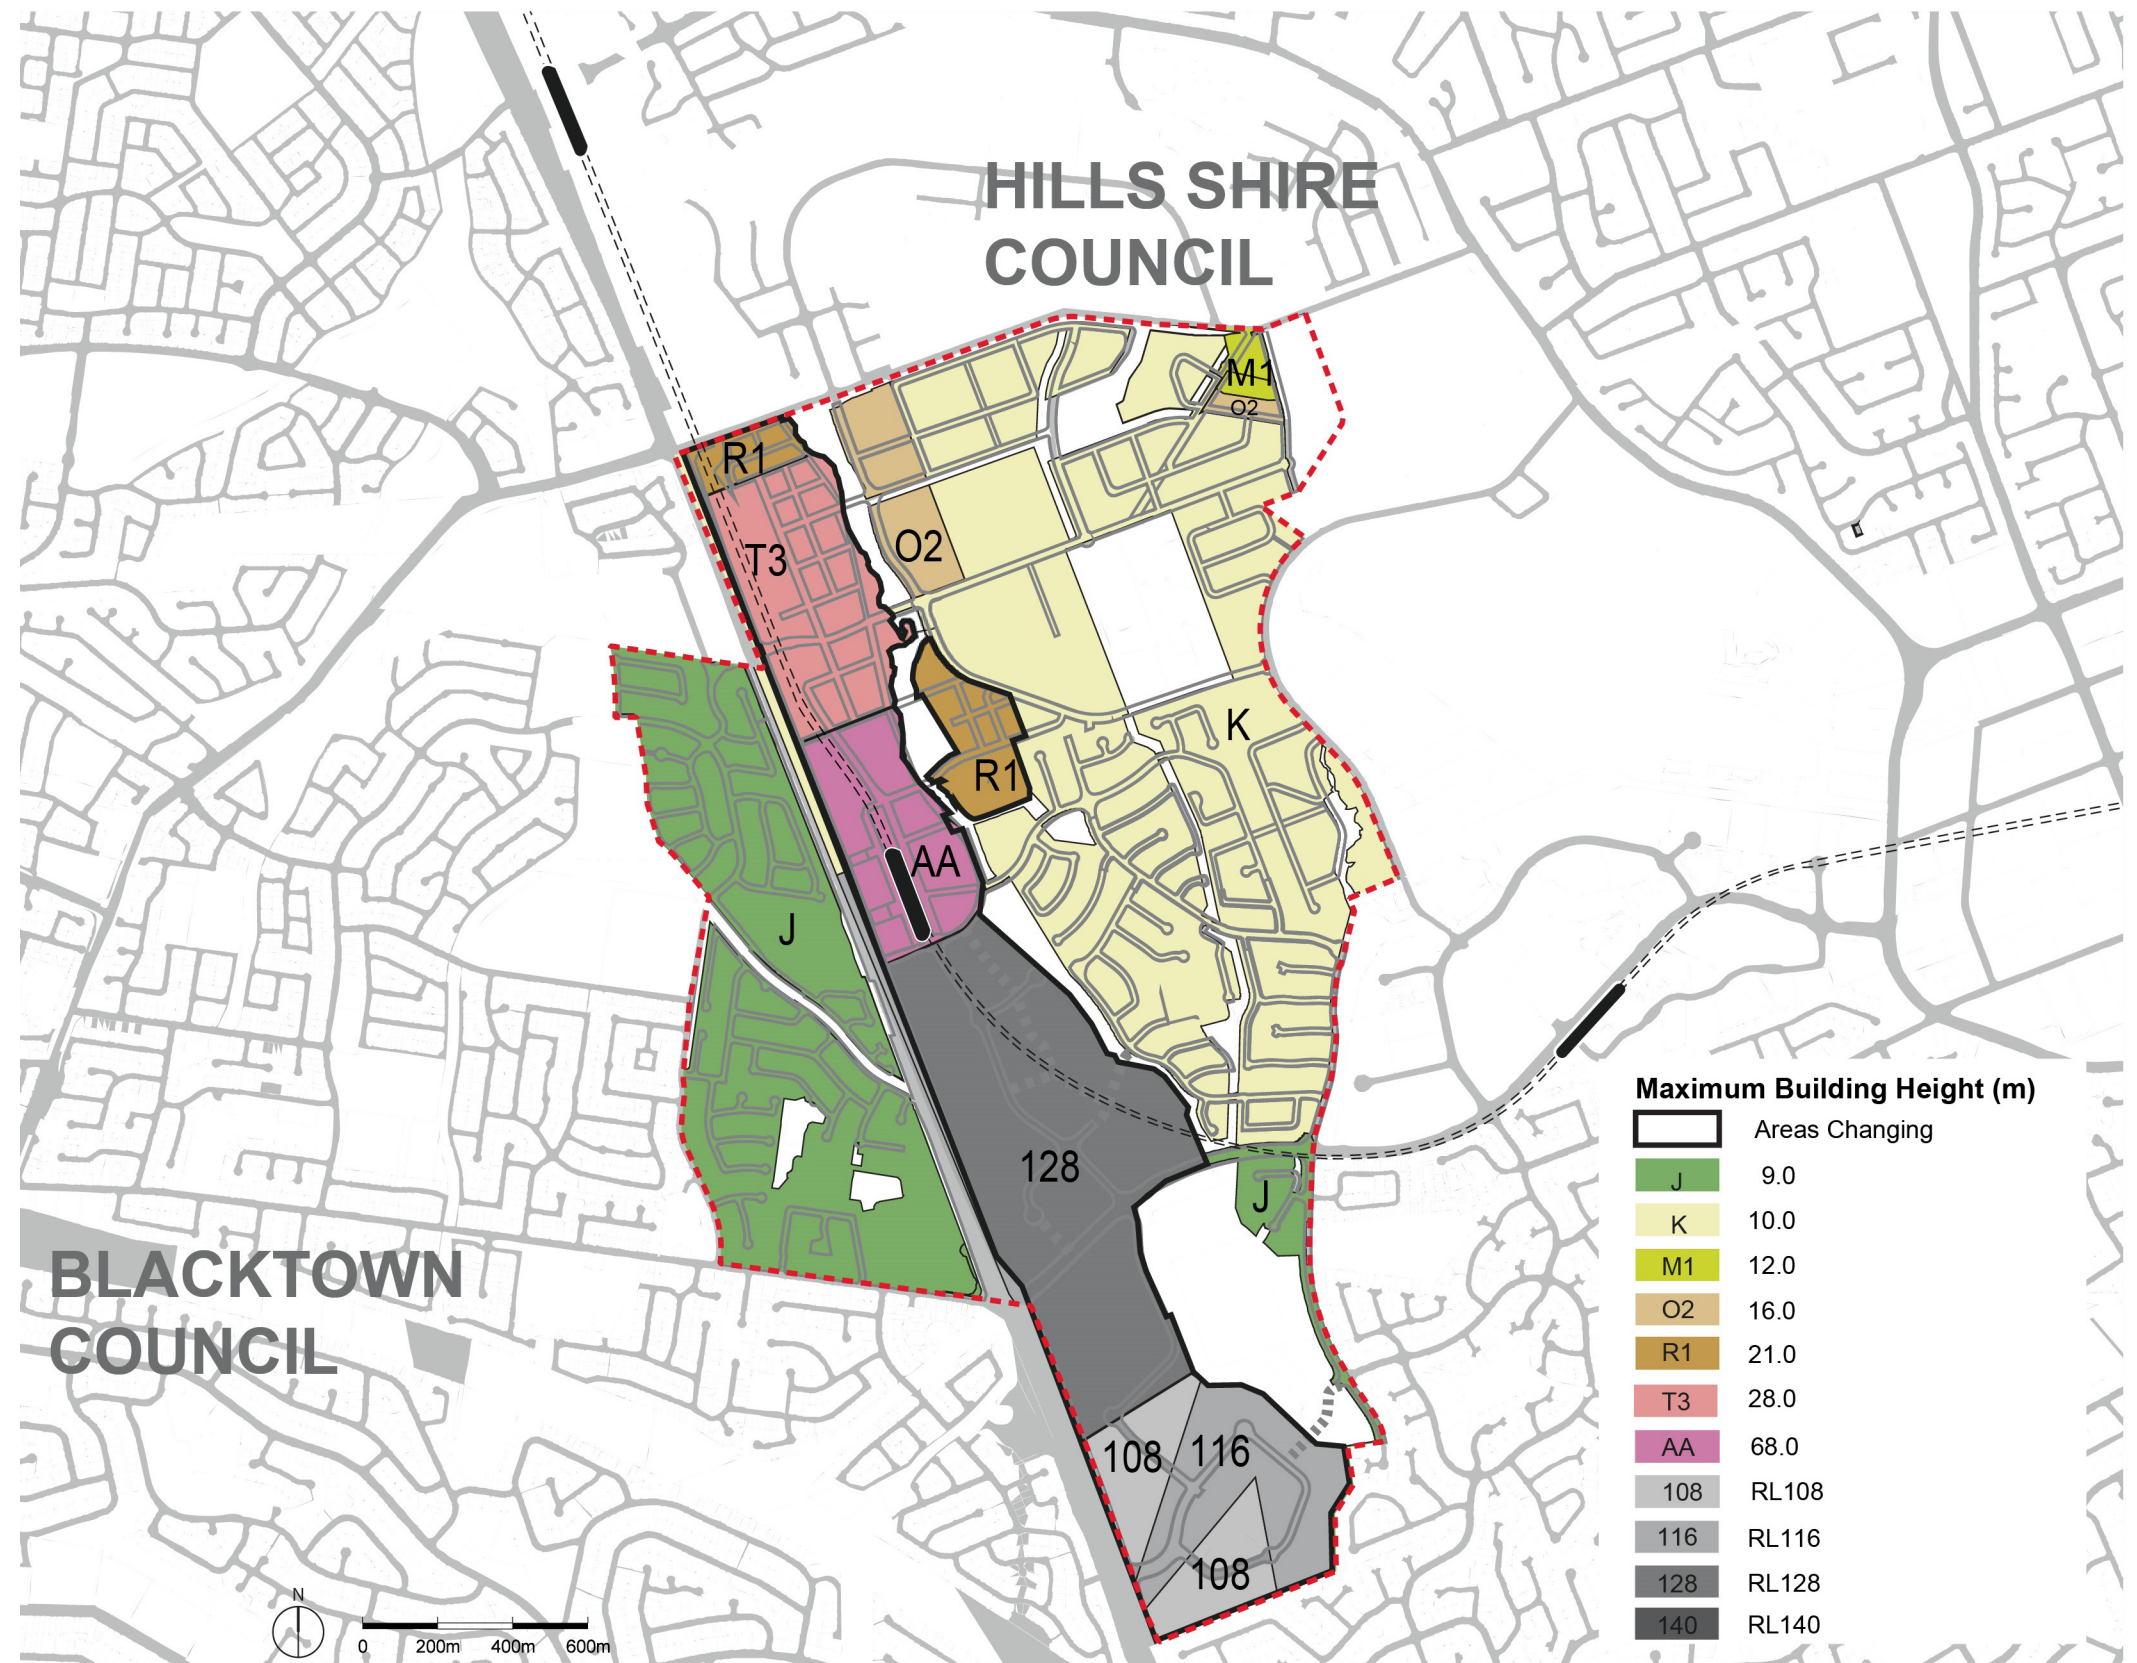 HILLS SHIRE
COUNCIL
M1
O2
R1
T3
O2
K
R1
AA
J
128
J
BLACKTOWN
COUNCIL
108
116
108
N
0 200m 400m 600m
Maximum Building Height (m)
Areas Changing
J 9.0
K 10.0
M1 12.0
O2 16.0
R1 21.0
T3 28.0
AA 68.0
108 RL108
116 RL116
128 RL128
140 RL140